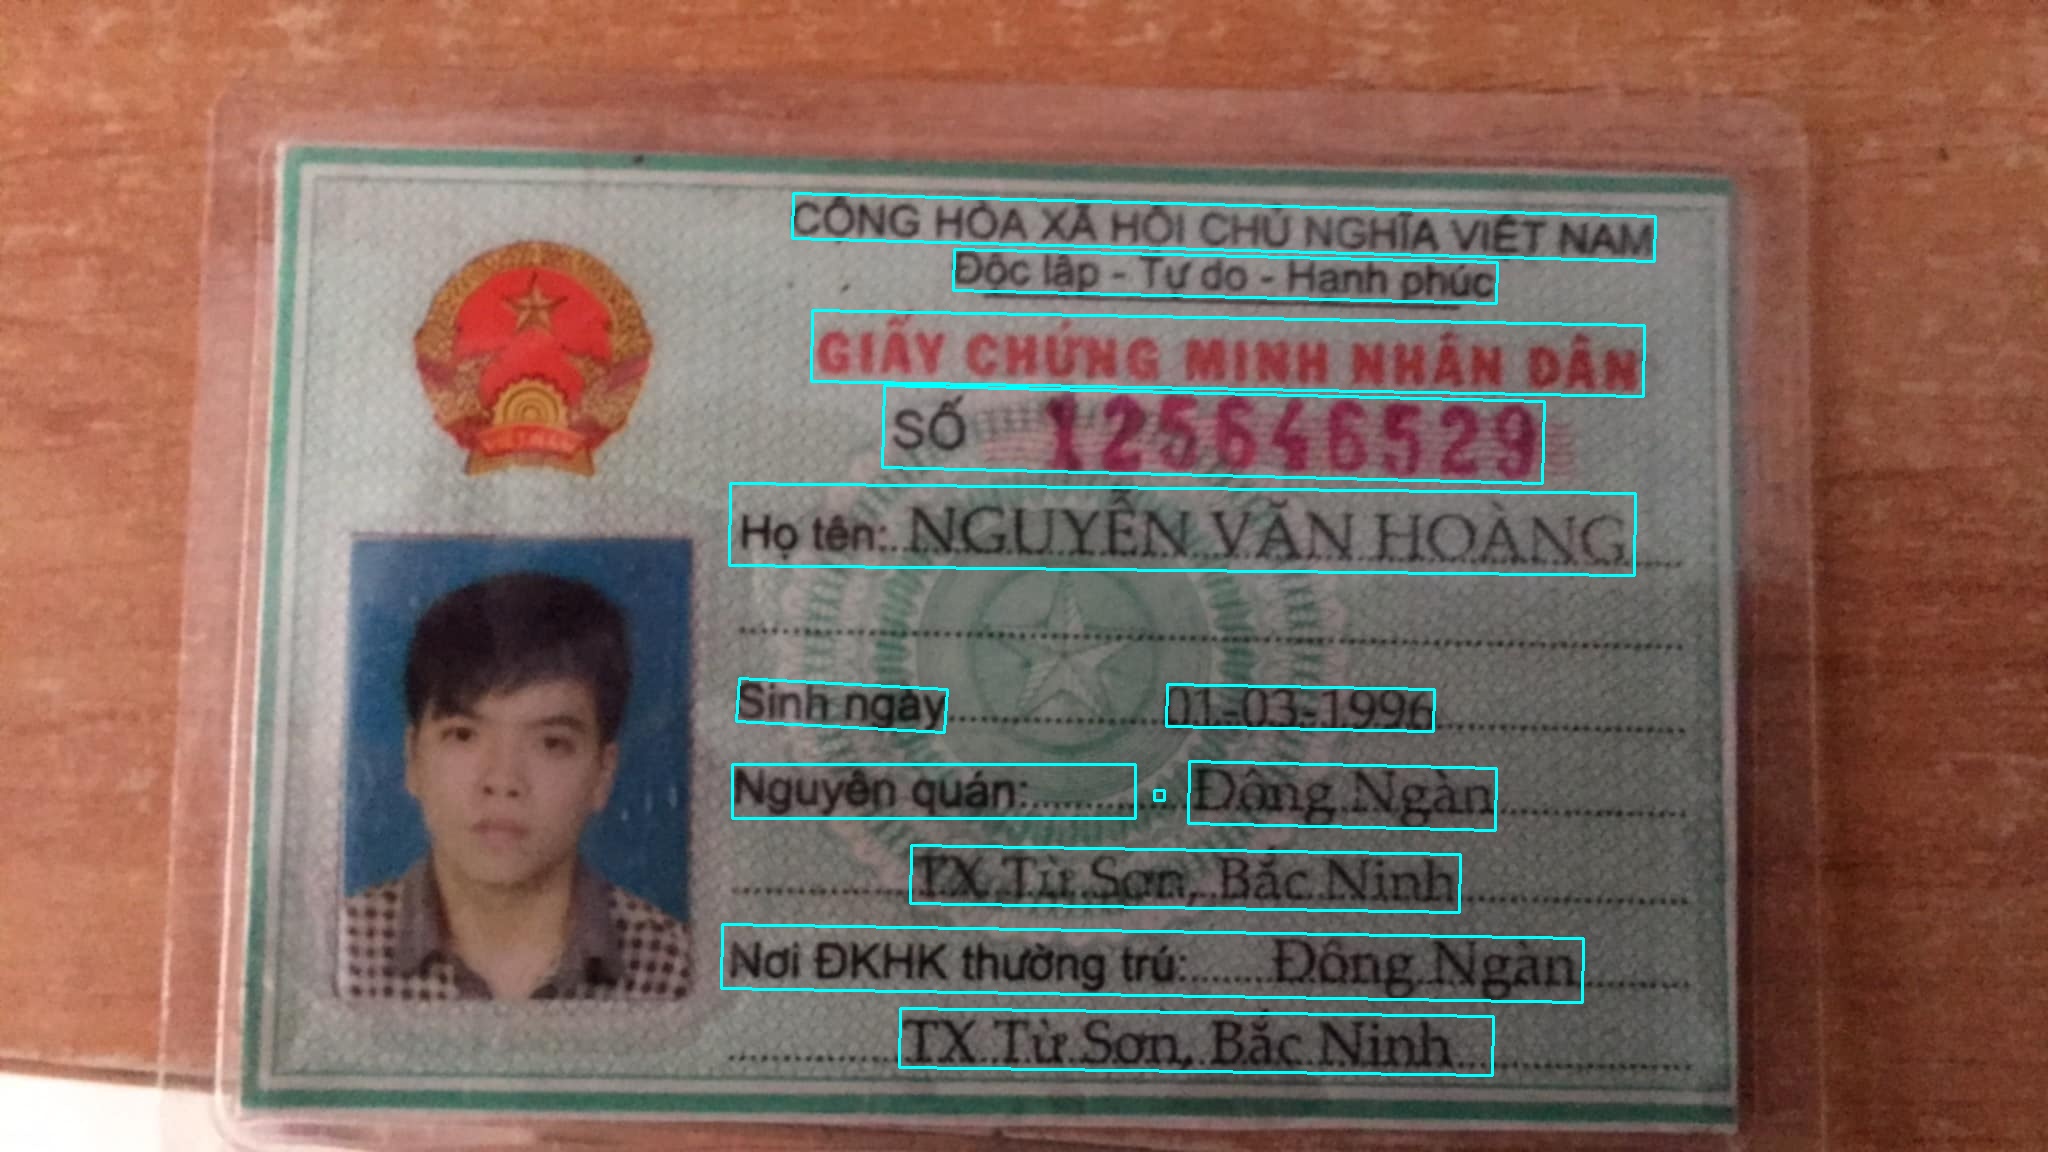 CỘNG HÒA XÃ HỘI CHỦ NGHĨA VIỆT NAM
Độc lập - Tự do - Hạnh phúc
GIẤY CHỨNG MINH NHÂN DÂN
SỐ 125646529
Họ tên: NGUYỄN VĂN HOÀNG
Sinh ngày 01-03-1996
Nguyên quán: Đông Ngàn
TX Từ Sơn, Bắc Ninh
Nơi ĐKHK thường trú: Đông Ngàn
TX Từ Sơn, Bắc Ninh